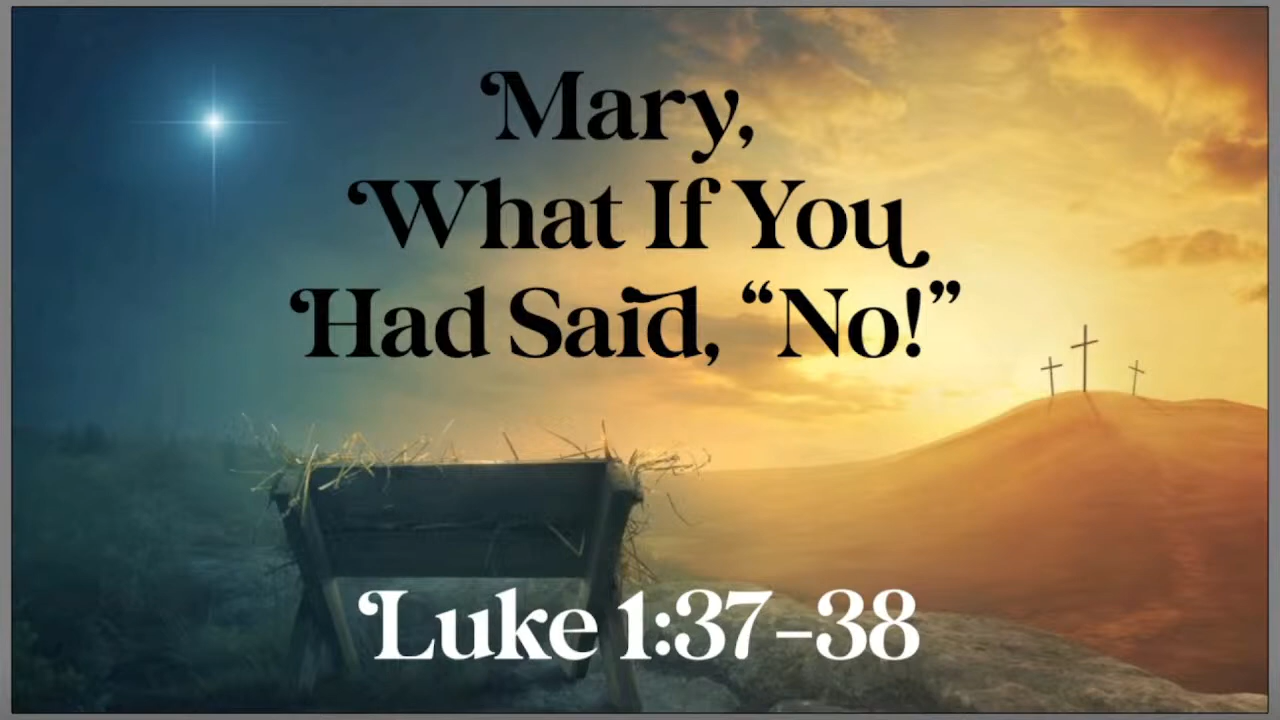 Mary,
What If You
Had Said, “No!”
Luke 1:37-38